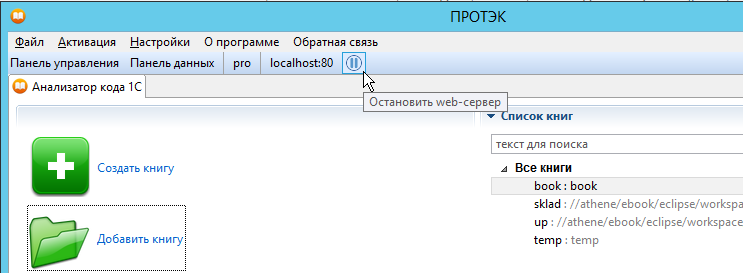 ПРОТЭК
Файл Активация Настройки О программе Обратная связь
Панель управления Панель данных pro localhost:80
Анализатор кода 1С
Остановить web-сервер
Список книг
текст для поиска
Создать книгу
Добавить книгу
Все книги
book : book
sklad : //athene/ebook/eclipse/workspa
up : //athene/ebook/eclipse/workspace
temp : temp